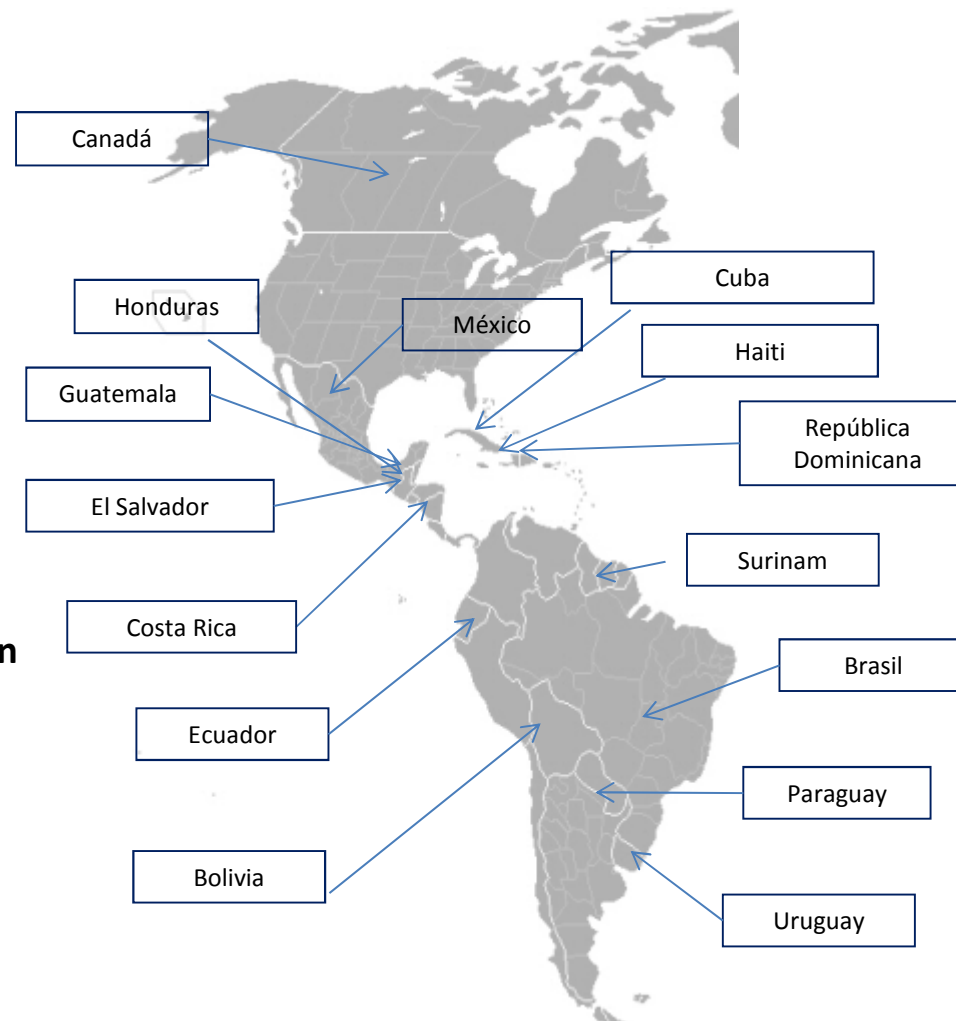 Canadá
Cuba
Honduras
México
Haiti
Guatemala
República
Dominicana
El Salvador
Surinam
Costa Rica
n
Brasil
Ecuador
Paraguay
Bolivia
Uruguay